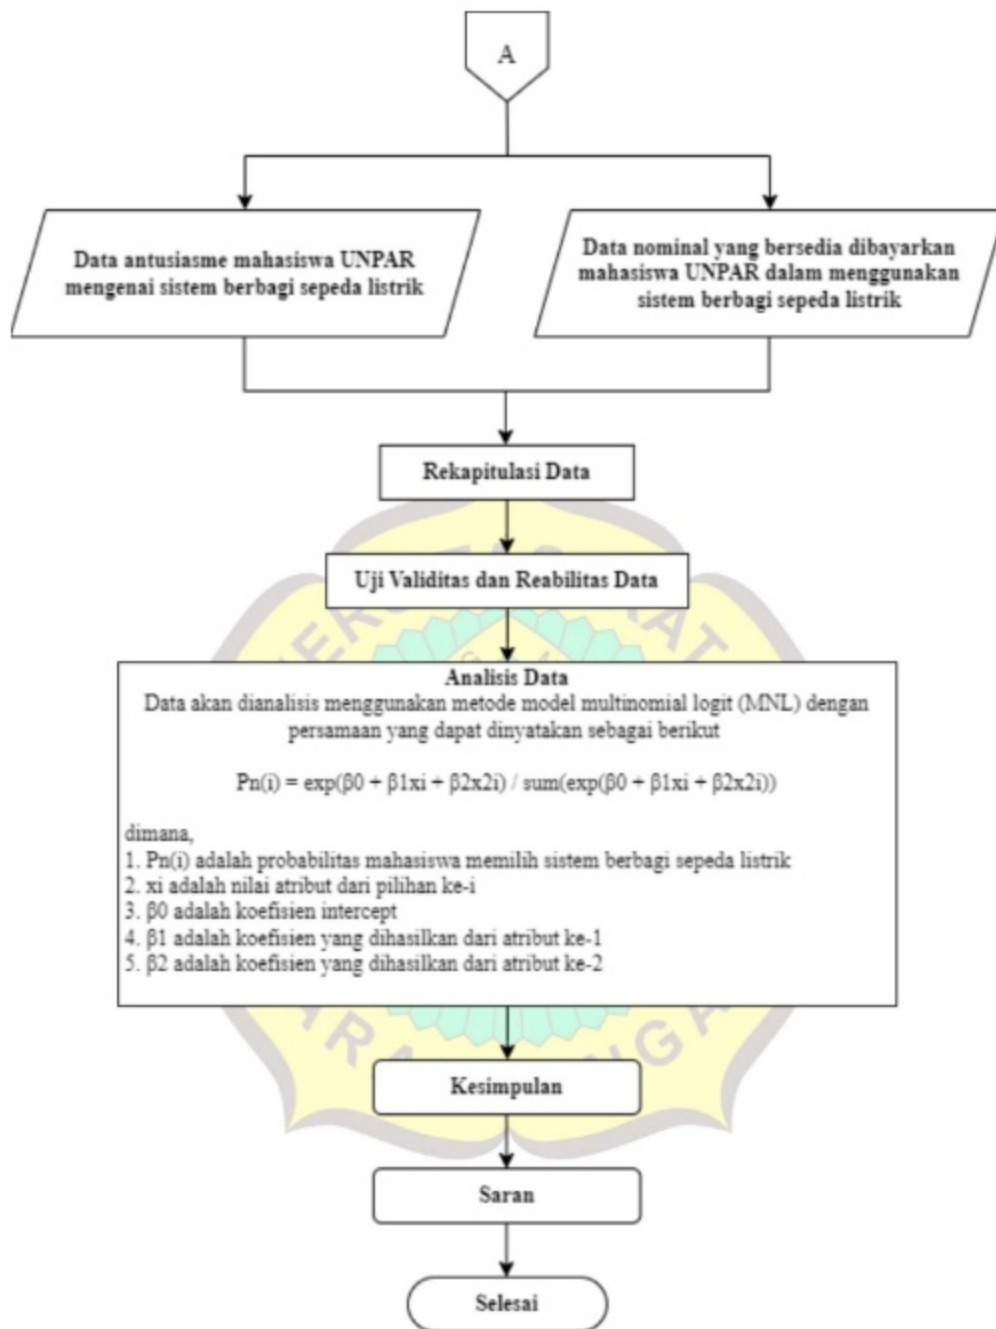 A
Data antusiasme mahasiswa UNPAR
mengenai sistem berbagi sepeda listrik
Data nominal yang bersedia dibayarkan
mahasiswa UNPAR dalam menggunakan
sistem berbagi sepeda listrik
Rekapitulasi Data
Uji Validitas dan Reabilitas Data
Analisis Data
Data akan dianalisis menggunakan metode model multinomial logit (MNL) dengan
persamaan yang dapat dinyatakan sebagai berikut
Pn(i) = exp(β0 + β1xi + β2x2i) / sum(exp(β0 + β1xi + β2x2i))
dimana,
1. Pn(i) adalah probabilitas mahasiswa memilih sistem berbagi sepeda listrik
2. xi adalah nilai atribut dari pilihan ke-i
3. β0 adalah koefisien intercept
4. β1 adalah koefisien yang dihasilkan dari atribut ke-1
5. β2 adalah koefisien yang dihasilkan dari atribut ke-2
Kesimpulan
Saran
Selesai